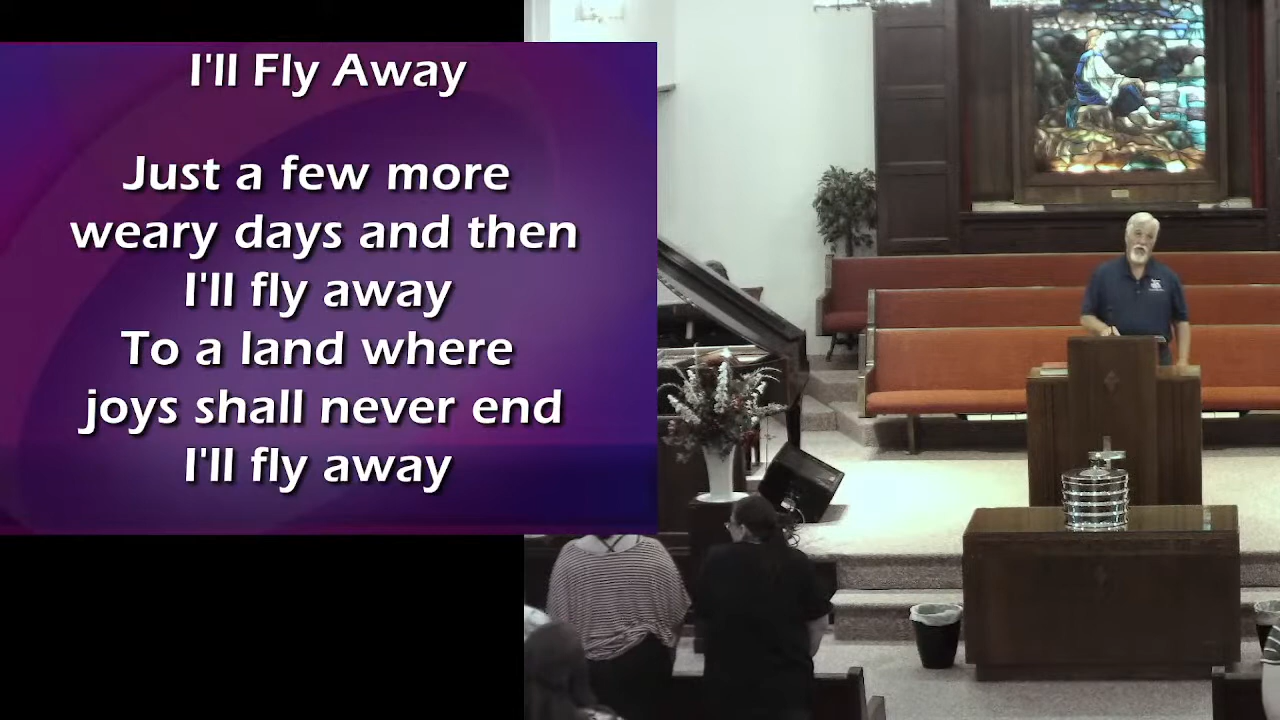 I'll Fly Away
Just a few more
weary days and then
I'll fly away
To a land where
joys shall never end
I'll fly away